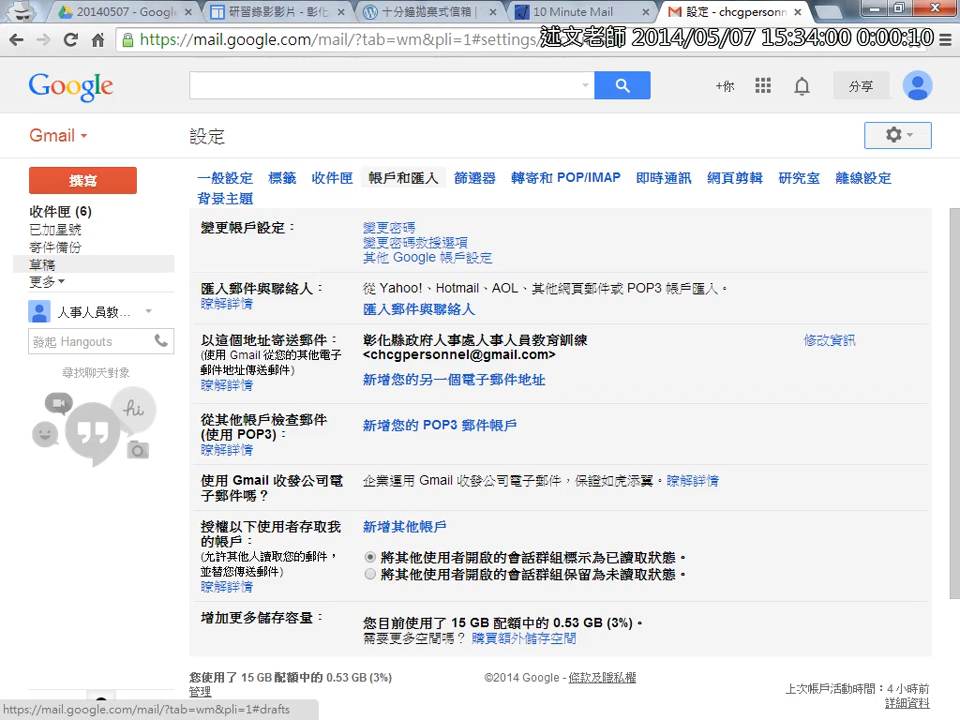 20140507 - Google
研習錄影影片 - 彰化
十分鐘拋棄式信箱
10 Minute Mail
設定 - chcgpersonn
https://mail.google.com/mail/?tab=wm&pli=1#settings/
述文老師 2014/05/07 15:34:00 0:00:10
Google
+你
分享
Gmail
設定
撰寫
收件匣 (6)
已加星號
寄件備份
草稿
更多
人事人員教...
發起 Hangouts
尋找聊天對象
hi
一般設定 標籤 收件匣 帳戶和匯入 篩選器 轉寄和 POP/IMAP 即時通訊 網頁剪輯 研究室 離線設定
背景主題
變更帳戶設定：
變更密碼
變更密碼救援選項
其他 Google 帳戶設定
匯入郵件與聯絡人：
瞭解詳情
從 Yahoo!、Hotmail、AOL、其他網頁郵件或 POP3 帳戶匯入。
匯入郵件與聯絡人
以這個地址寄送郵件：
(使用 Gmail 從您的其他電子
郵件地址傳送郵件)
瞭解詳情
彰化縣政府人事處人事人員教育訓練
<chcgpersonnel@gmail.com>
修改資訊
新增您的另一個電子郵件地址
從其他帳戶檢查郵件
(使用 POP3)：
瞭解詳情
新增您的 POP3 郵件帳戶
使用 Gmail 收發公司電
子郵件嗎？
企業運用 Gmail 收發公司電子郵件，保證如虎添翼。瞭解詳情
授權以下使用者存取我
的帳戶：
(允許其他人讀取您的郵件，
並替您傳送郵件)
瞭解詳情
新增其他帳戶
將其他使用者開啟的會話群組標示為已讀取狀態。
將其他使用者開啟的會話群組保留為未讀取狀態。
增加更多儲存容量：
您目前使用了 15 GB 配額中的 0.53 GB (3%)。
需要更多空間嗎？ 購買額外儲存空間
您使用了 15 GB 配額中的 0.53 GB (3%)
管理
©2014 Google - 條款及隱私權
上次帳戶活動時間：4 小時前
詳細資料
https://mail.google.com/mail/?tab=wm&pli=1#drafts